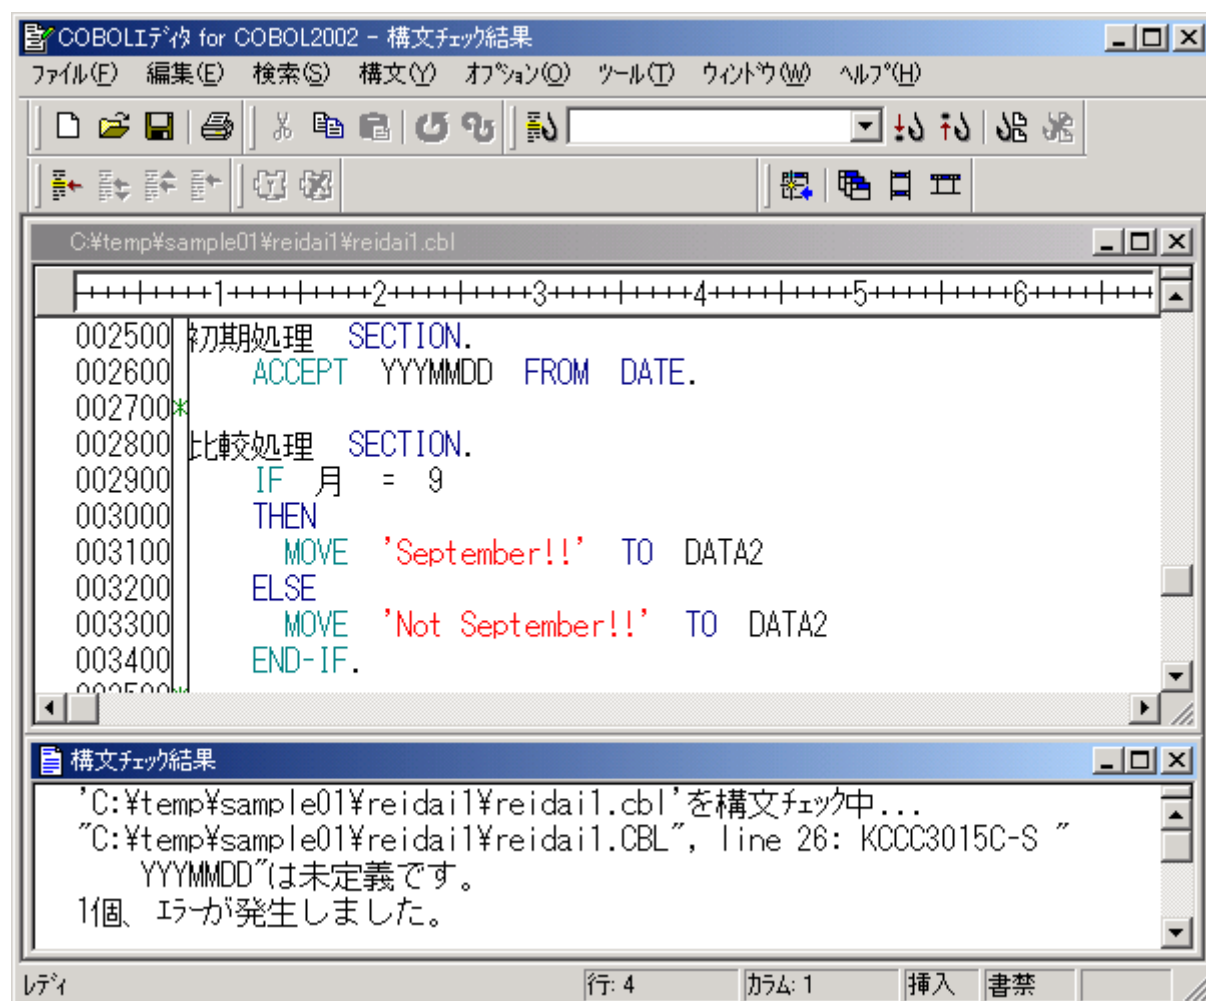 COBOLｴﾃﾞｨﾀ for COBOL2002 - 構文ﾁｪｯｸ結果
ﾌｧｲﾙ(F) 編集(E) 検索(S) 構文(Y) ｵﾌﾟｼｮﾝ(O) ﾂｰﾙ(T) ｳｨﾝﾄﾞｳ(W) ﾍﾙﾌﾟ(H)
C:¥temp¥sample01¥reidai1¥reidai1.cbl
├++++┼++++1++++┼++++2++++┼++++3++++┼++++4++++┼++++5++++┼++++6++++┼+++
002500 初期処理 SECTION.
002600 ACCEPT YYYMMDD FROM DATE.
002700*
002800 比較処理 SECTION.
002900 IF 月 = 9
003000 THEN
003100 MOVE 'September!!' TO DATA2
003200 ELSE
003300 MOVE 'Not September!!' TO DATA2
003400 END-IF.
003500*
構文ﾁｪｯｸ結果
'C:¥temp¥sample01¥reidai1¥reidai1.cbl'を構文ﾁｪｯｸ中...
"C:¥temp¥sample01¥reidai1¥reidai1.CBL", line 26: KCCC3015C-S "
YYYMMDD"は未定義です。
1個、ｴﾗｰが発生しました。
ﾚﾃﾞｨ 行: 4 ｶﾗﾑ: 1 挿入 書禁